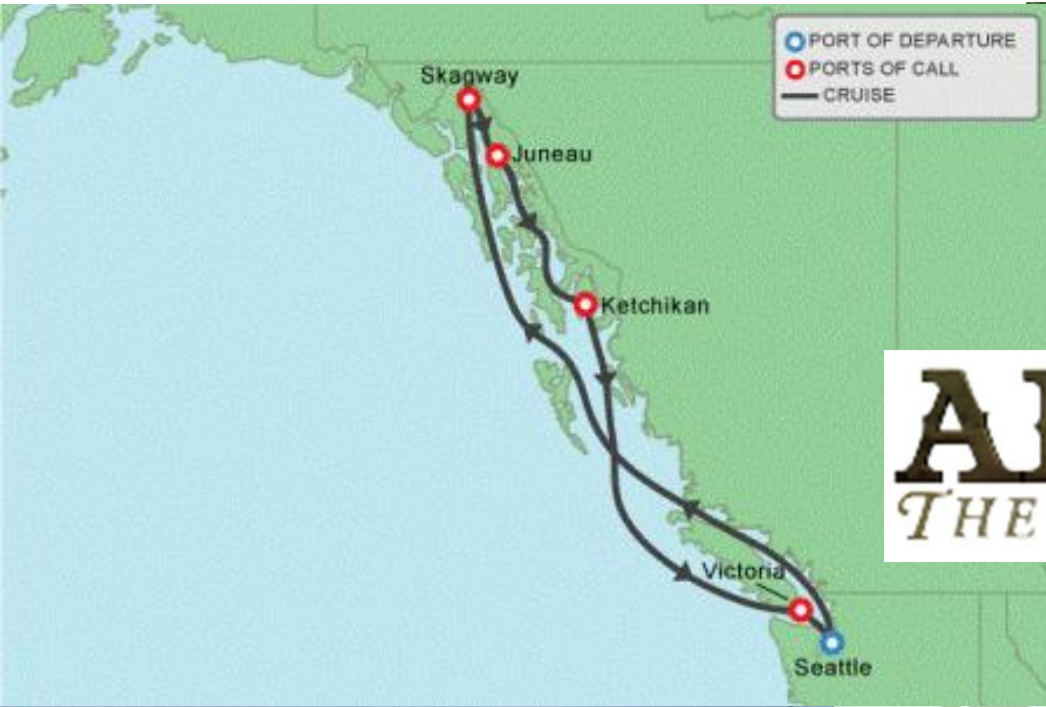 PORT OF DEPARTURE
PORTS OF CALL
CRUISE
Skagway
Juneau
Ketchikan
THE
Victoria
Seattle